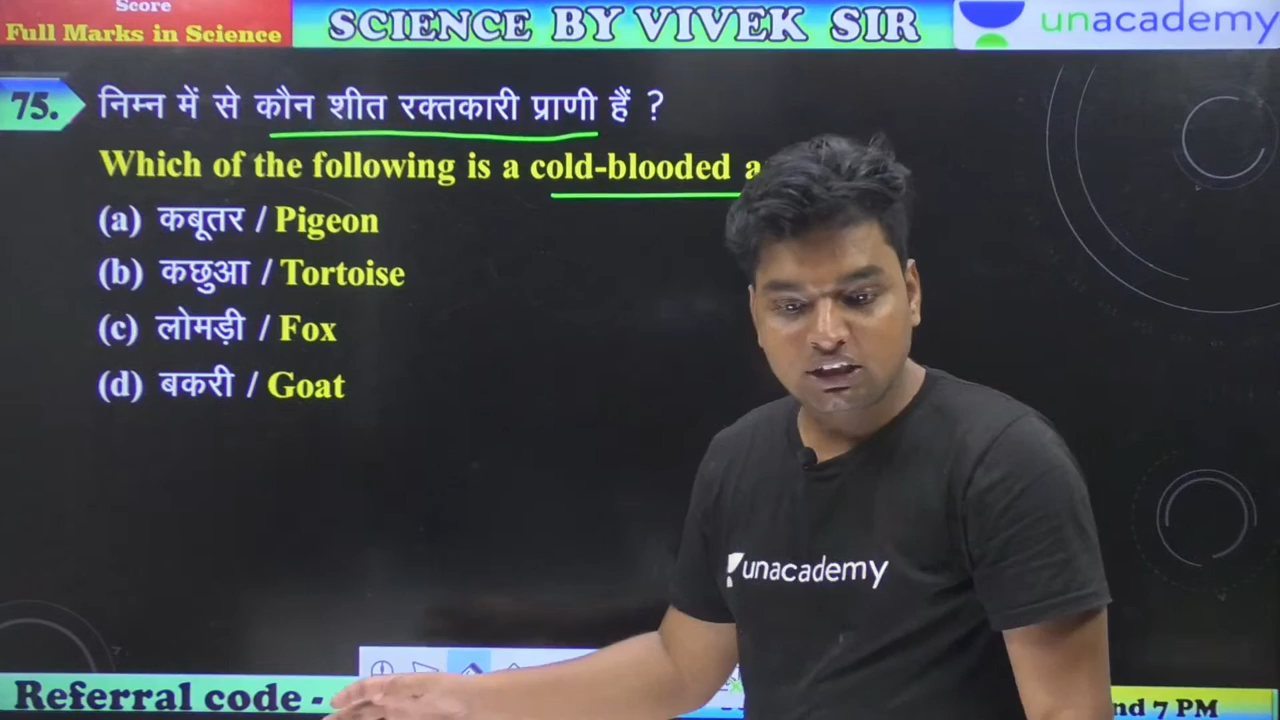 Score
Full Marks in Science
SCIENCE BY VIVEK SIR
unacademy
75. निम्न में से कौन शीत रक्तकारी प्राणी हैं ?
Which of the following is a cold-blooded a
(a) कबूतर / Pigeon
(b) कछुआ / Tortoise
(c) लोमड़ी / Fox
(d) बकरी / Goat
unacademy
Referral code -
nd 7 PM